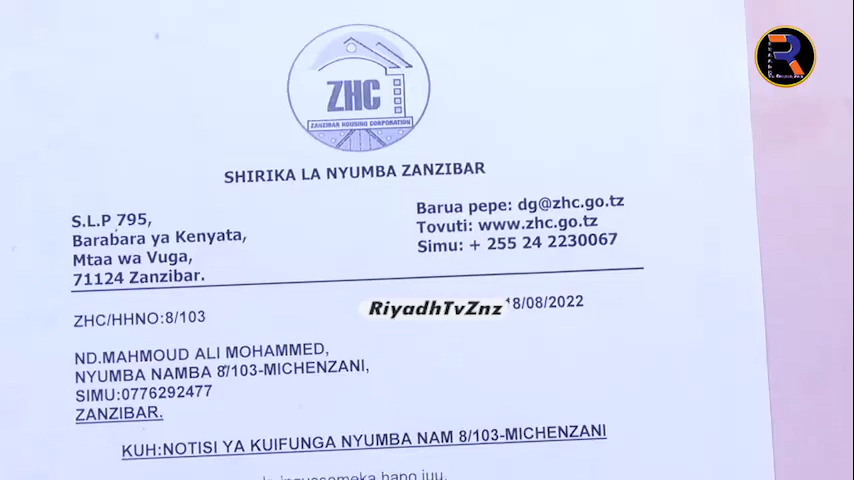 ZHC
ZANZIBAR HOUSING CORPORATION
SHIRIKA LA NYUMBA ZANZIBAR
S.L.P 795,
Barabara ya Kenyata,
Mtaa wa Vuga,
71124 Zanzibar.
Barua pepe: dg@zhc.go.tz
Tovuti: www.zhc.go.tz
Simu: + 255 24 2230067
ZHC/HHNO:8/103
RiyadhTvZnz
18/08/2022
ND.MAHMOUD ALI MOHAMMED,
NYUMBA NAMBA 8/103-MICHENZANI,
SIMU:0776292477
ZANZIBAR.
KUH:NOTISI YA KUIFUNGA NYUMBA NAM 8/103-MICHENZANI
hapo juu.